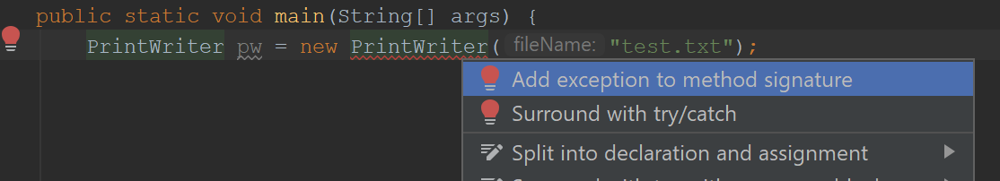 public static void main(String[] args) {
PrintWriter pw = new PrintWriter( fileName: "test.txt");
Add exception to method signature
Surround with try/catch
Split into declaration and assignment